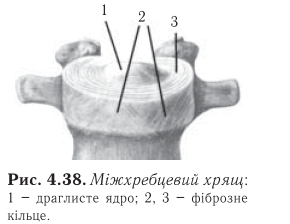 1 2 3
Рис. 4.38. Міжхребцевий хрящ:
1 – драглисте ядро; 2, 3 – фіброзне
кільце.